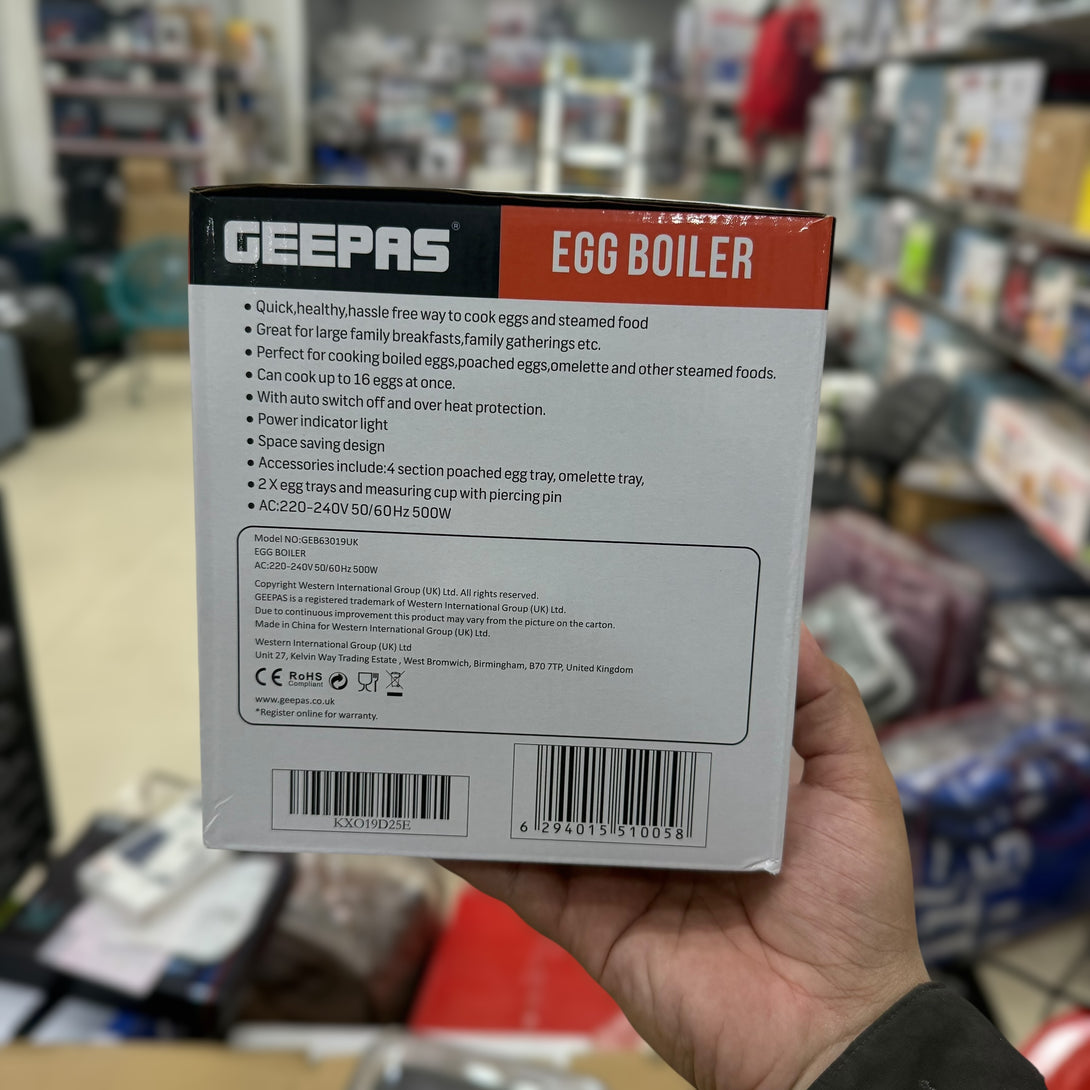 GEEPAS®
EGG BOILER
• Quick,healthy,hassle free way to cook eggs and steamed food
• Great for large family breakfasts,family gatherings etc.
• Perfect for cooking boiled eggs,poached eggs,omelette and other steamed foods.
• Can cook up to 16 eggs at once.
• With auto switch off and over heat protection.
• Power indicator light
• Space saving design
• Accessories include:4 section poached egg tray, omelette tray,
• 2 X egg trays and measuring cup with piercing pin
• AC:220-240V 50/60Hz 500W
Model NO:GEB63019UK
EGG BOILER
AC:220-240V 50/60Hz 500W
Copyright Western International Group (UK) Ltd. All rights reserved.
GEEPAS is a registered trademark of Western International Group (UK) Ltd.
Due to continuous improvement this product may vary from the picture on the carton.
Made in China for Western International Group (UK) Ltd.
Western International Group (UK) Ltd
Unit 27, Kelvin Way Trading Estate , West Bromwich, Birmingham, B70 7TP, United Kingdom
CE RoHS
Compliant
www.geepas.co.uk
*Register online for warranty.
KXO19D25E
6 294015 510058